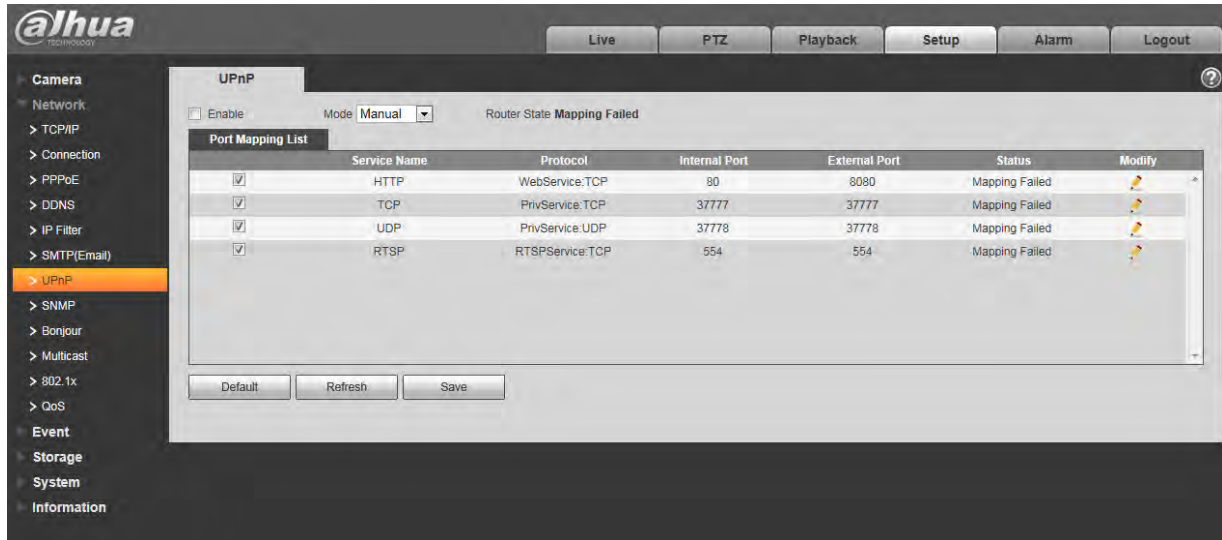 alhua
TECHNOLOGY
Live PTZ Playback Setup Alarm Logout
Camera
Network
> TCP/IP
> Connection
> PPPoE
> DDNS
> IP Filter
> SMTP(Email)
> UPnP
> SNMP
> Bonjour
> Multicast
> 802.1x
> QoS
Event
Storage
System
Information
UPnP
?
Enable Mode Manual Router State Mapping Failed
Port Mapping List
Service Name Protocol Internal Port External Port Status Modify
HTTP WebService:TCP 80 8080 Mapping Failed
TCP PrivService:TCP 37777 37777 Mapping Failed
UDP PrivService:UDP 37778 37778 Mapping Failed
RTSP RTSPService:TCP 554 554 Mapping Failed
Default Refresh Save